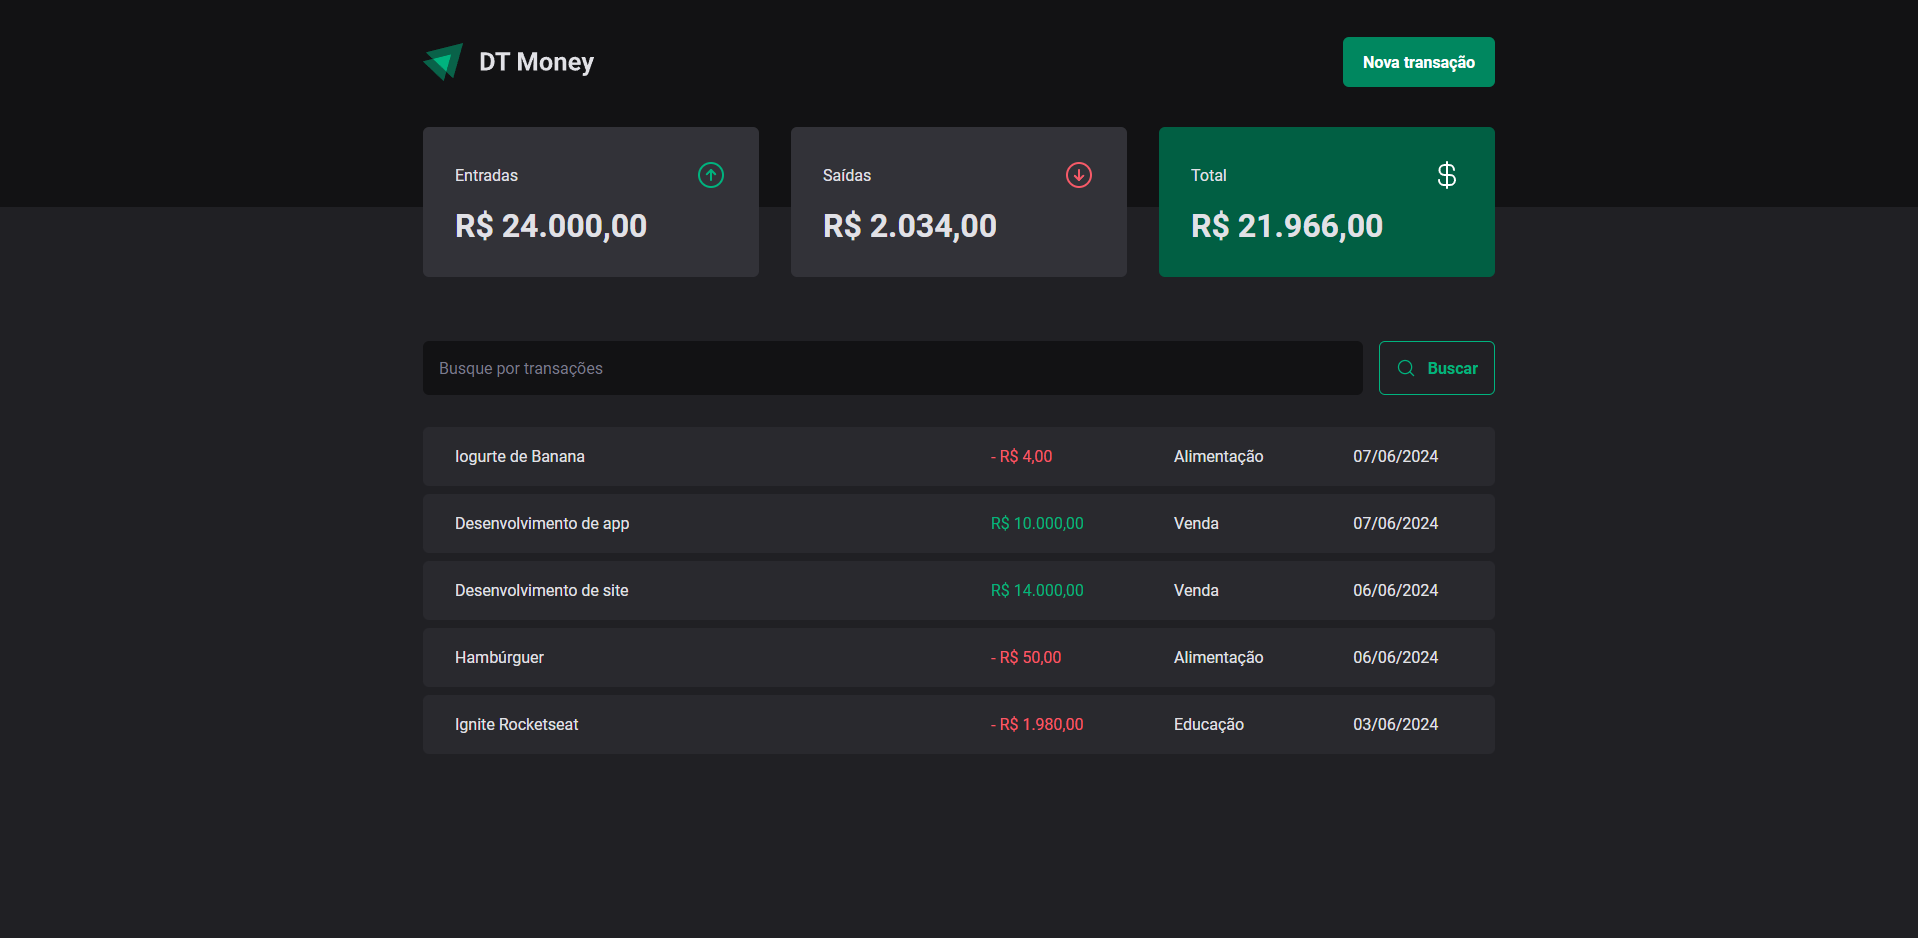 DT Money
Nova transação
Entradas
R$ 24.000,00
Saídas
R$ 2.034,00
Total
$
R$ 21.966,00
Busque por transações
Buscar
Iogurte de Banana - R$ 4,00 Alimentação 07/06/2024
Desenvolvimento de app R$ 10.000,00 Venda 07/06/2024
Desenvolvimento de site R$ 14.000,00 Venda 06/06/2024
Hambúrguer - R$ 50,00 Alimentação 06/06/2024
Ignite Rocketseat - R$ 1.980,00 Educação 03/06/2024